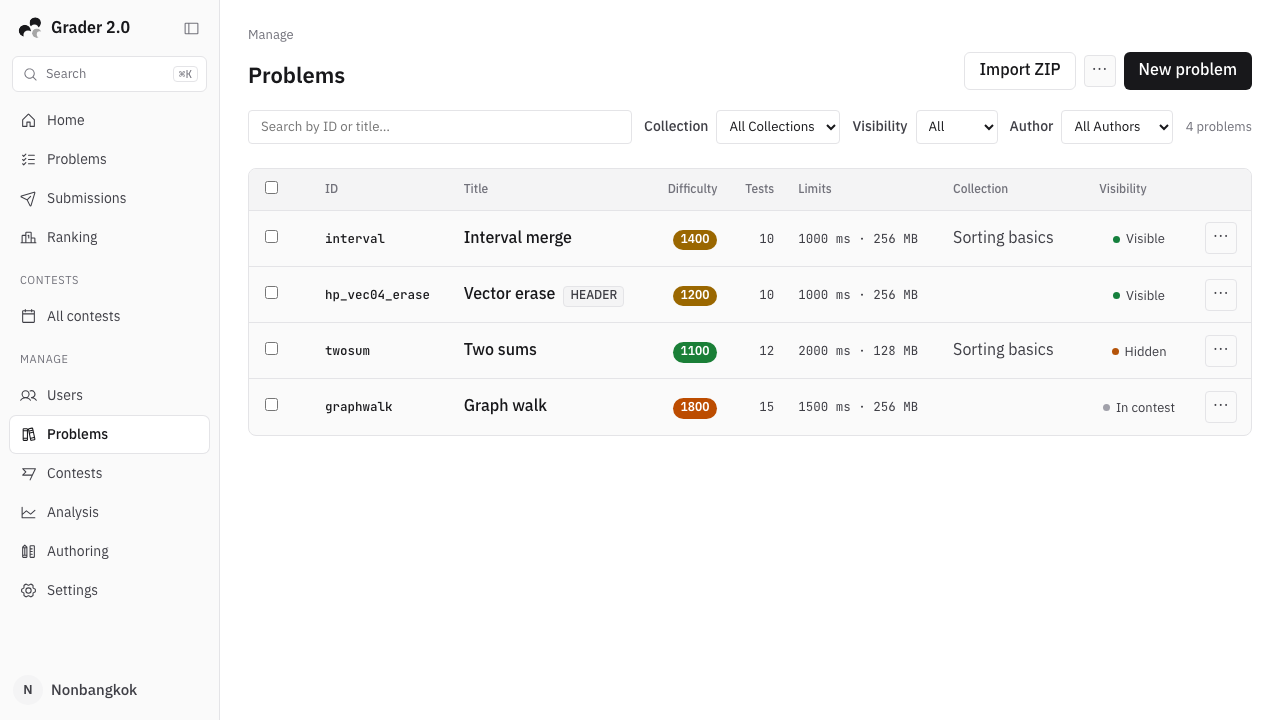 Grader 2.0
Search ⌘K
Home
Problems
Submissions
Ranking
CONTESTS
All contests
MANAGE
Users
Problems
Contests
Analysis
Authoring
Settings
N Nonbangkok
Manage
Problems
Import ZIP ··· New problem
Search by ID or title... Collection All Collections Visibility All Author All Authors 4 problems
ID Title Difficulty Tests Limits Collection Visibility
interval Interval merge 1400 10 1000 ms · 256 MB Sorting basics Visible ···
hp_vec04_erase Vector erase HEADER 1200 10 1000 ms · 256 MB Visible ···
twosum Two sums 1100 12 2000 ms · 128 MB Sorting basics Hidden ···
graphwalk Graph walk 1800 15 1500 ms · 256 MB In contest ···